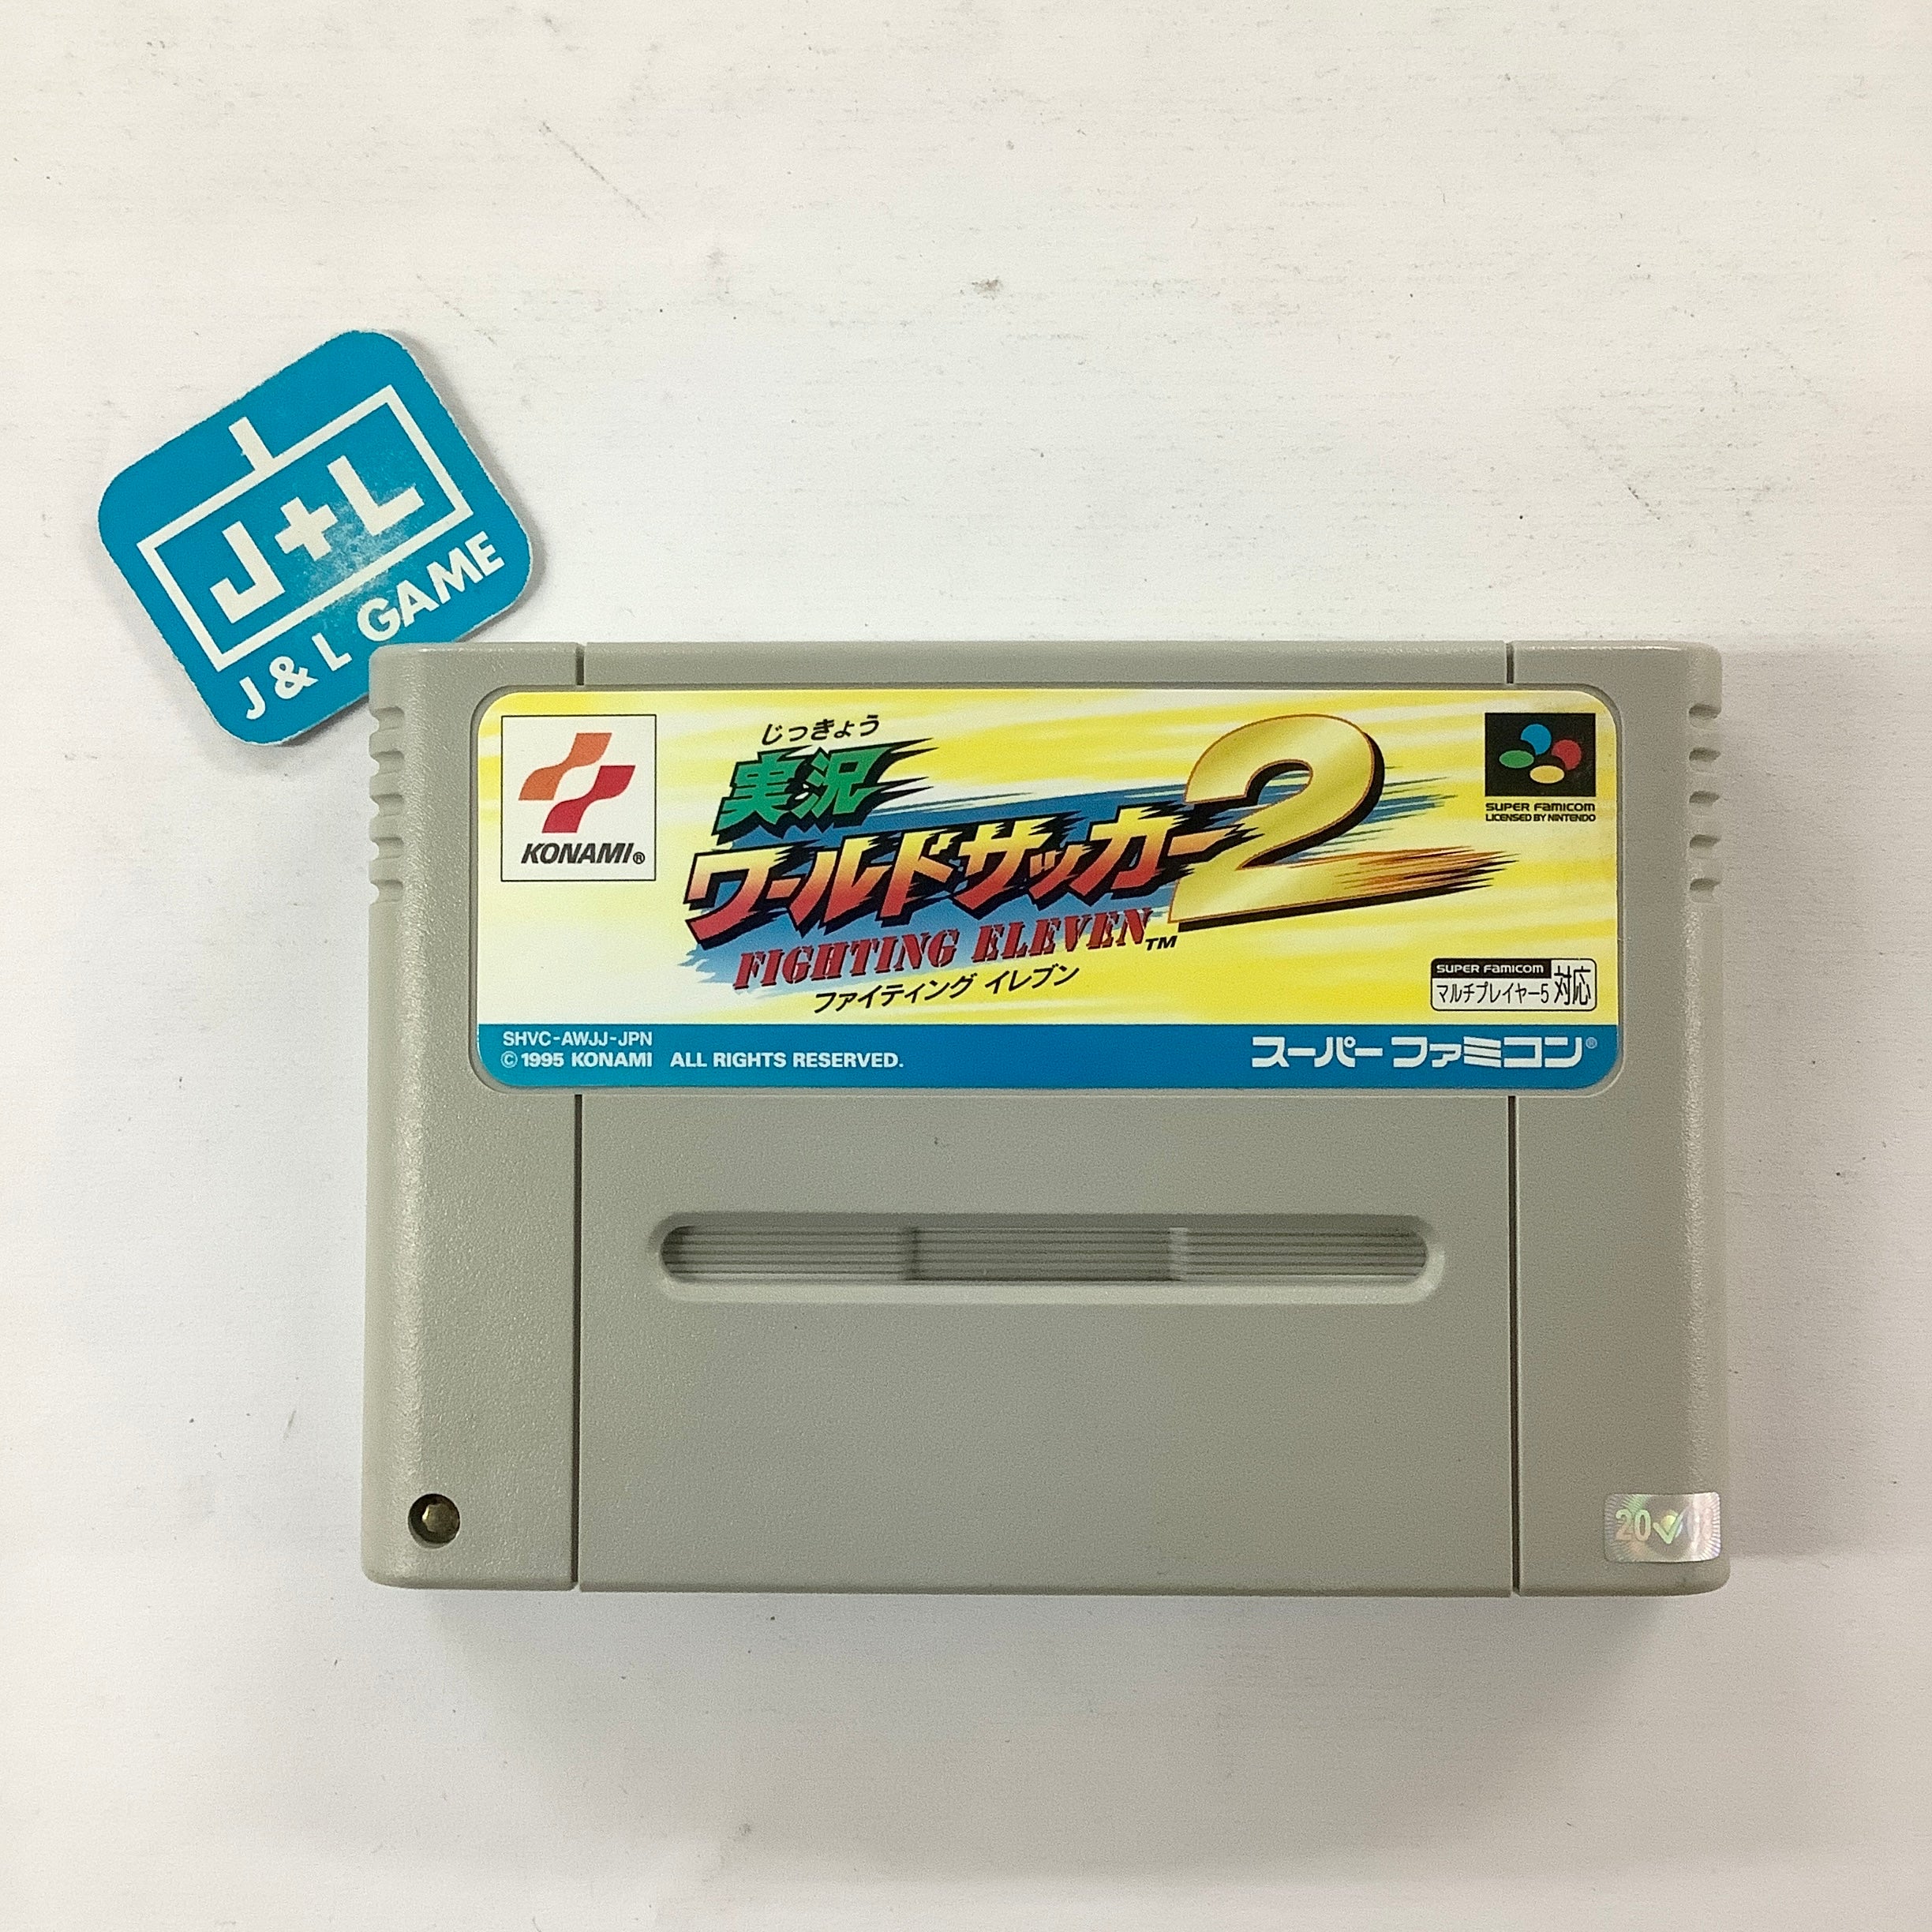 J+L
J & L GAME
KONAMI®
じっきょう
実況
ワールドサッカー2
FIGHTING ELEVEN™
ファイティング イレブン
SUPER FAMICOM
LICENSED BY NINTENDO
SUPER FAMICOM
マルチプレイヤー5 対応
SHVC-AWJJ-JPN
© 1995 KONAMI ALL RIGHTS RESERVED.
スーパーファミコン®
20